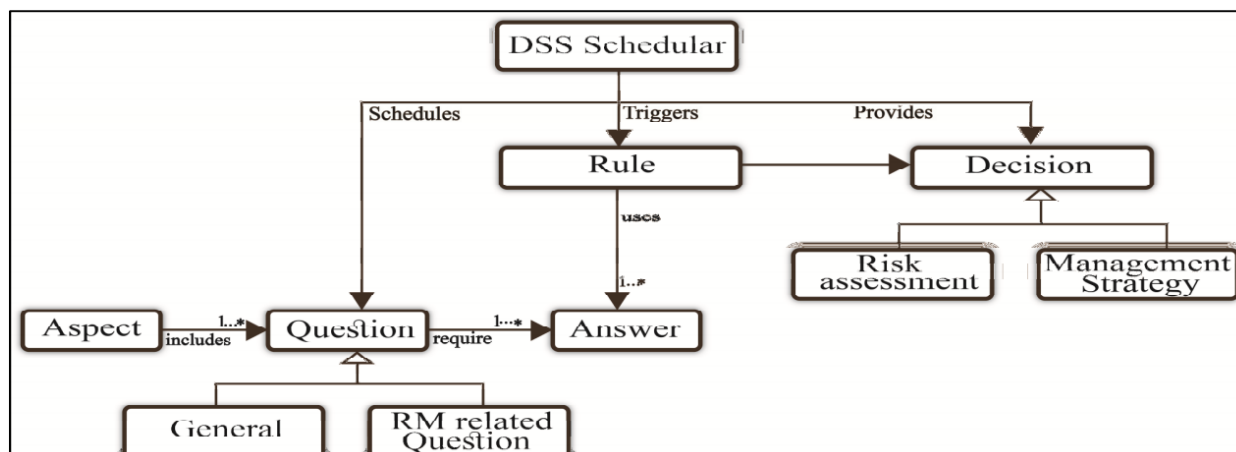 DSS Schedular
Schedules
Triggers
Provides
Rule
Decision
uses
Risk
assessment
Management
Strategy
1...*
1...*
1...*
Aspect
includes
Question
require
Answer
General
RM related
Question